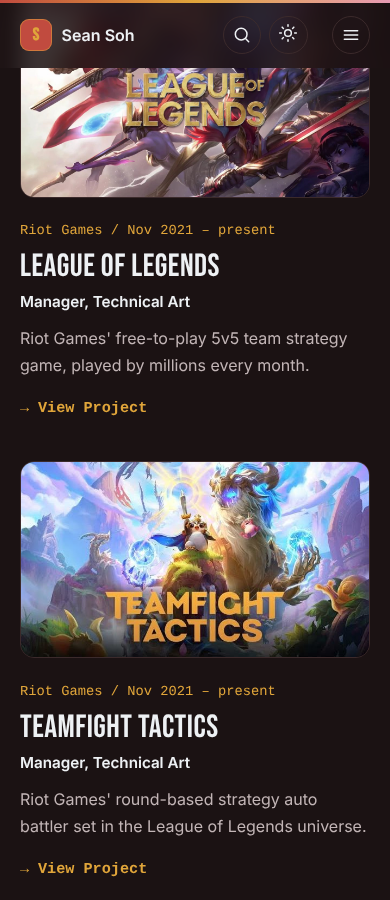 S
Sean Soh
LEAGUE OF
LEGENDS
Riot Games / Nov 2021 – present
LEAGUE OF LEGENDS
Manager, Technical Art
Riot Games' free-to-play 5v5 team strategy
game, played by millions every month.
→ View Project
TEAMFIGHT
TACTICS
Riot Games / Nov 2021 – present
TEAMFIGHT TACTICS
Manager, Technical Art
Riot Games' round-based strategy auto
battler set in the League of Legends universe.
→ View Project